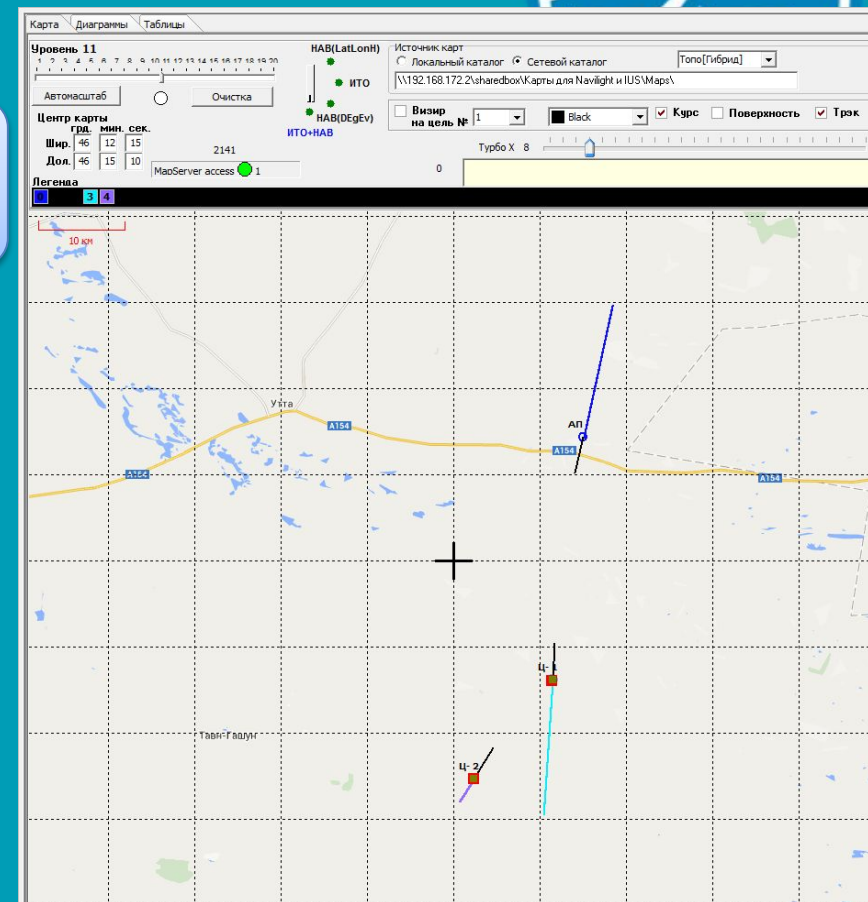 Карта Диаграммы Таблицы
Уровень 11
1 2 3 4 5 6 7 8 9 10 11 12 13 14 15 16 17 18 19 20
Автомасштаб
Очистка
Центр карты
грд. мин. сек.
Шир. 46 12 15
Дол. 46 15 10
2141
MapServer access 1
НАВ(LatLonH)
ИТО
НАВ(DEgEv)
ИТО+НАВ
Источник карт
Локальный каталог Сетевой каталог
Топо[Гибрид]
\\192.168.172.2\sharedbox\Карты для Navilight и IUS\Maps\
Визир
на цель № 1
Black
Курс Поверхность Трэк
Турбо X 8
0
Легенда
0 3 4
10 км
Утта
A154
АП
A154
A154
A154
Ц- 1
Тавн-Гашун
Ц- 2